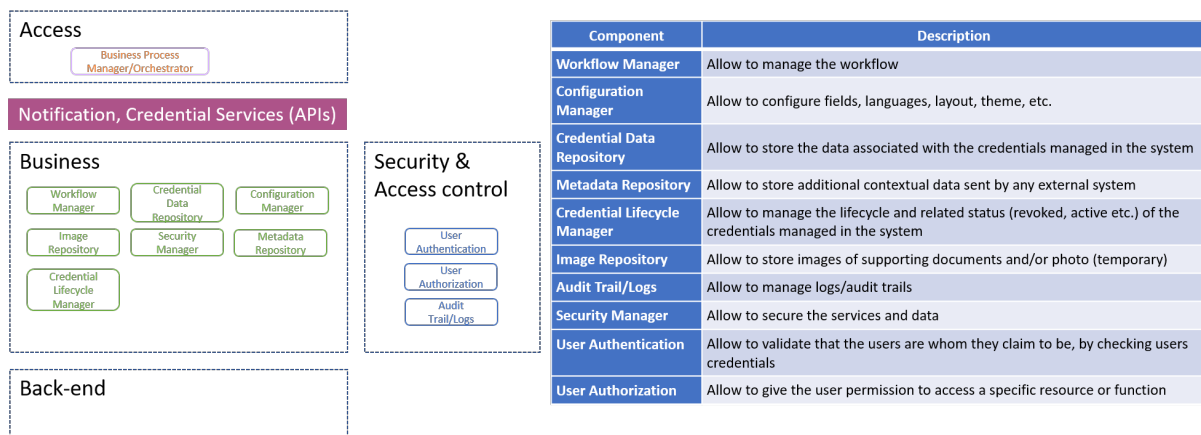 Access
Business Process
Manager/Orchestrator
Notification, Credential Services (APIs)
Business
Workflow
Manager
Credential
Data
Repository
Configuration
Manager
Image
Repository
Security
Manager
Metadata
Repository
Credential
Lifecycle
Manager
Security &
Access control
User
Authentication
User
Authorization
Audit
Trail/Logs
Back-end
Component Description
Workflow Manager Allow to manage the workflow
Configuration
Manager
Allow to configure fields, languages, layout, theme, etc.
Credential Data
Repository
Allow to store the data associated with the credentials managed in the system
Metadata Repository Allow to store additional contextual data sent by any external system
Credential Lifecycle
Manager
Allow to manage the lifecycle and related status (revoked, active etc.) of the
credentials managed in the system
Image Repository Allow to store images of supporting documents and/or photo (temporary)
Audit Trail/Logs Allow to manage logs/audit trails
Security Manager Allow to secure the services and data
User Authentication Allow to validate that the users are whom they claim to be, by checking users
credentials
User Authorization Allow to give the user permission to access a specific resource or function